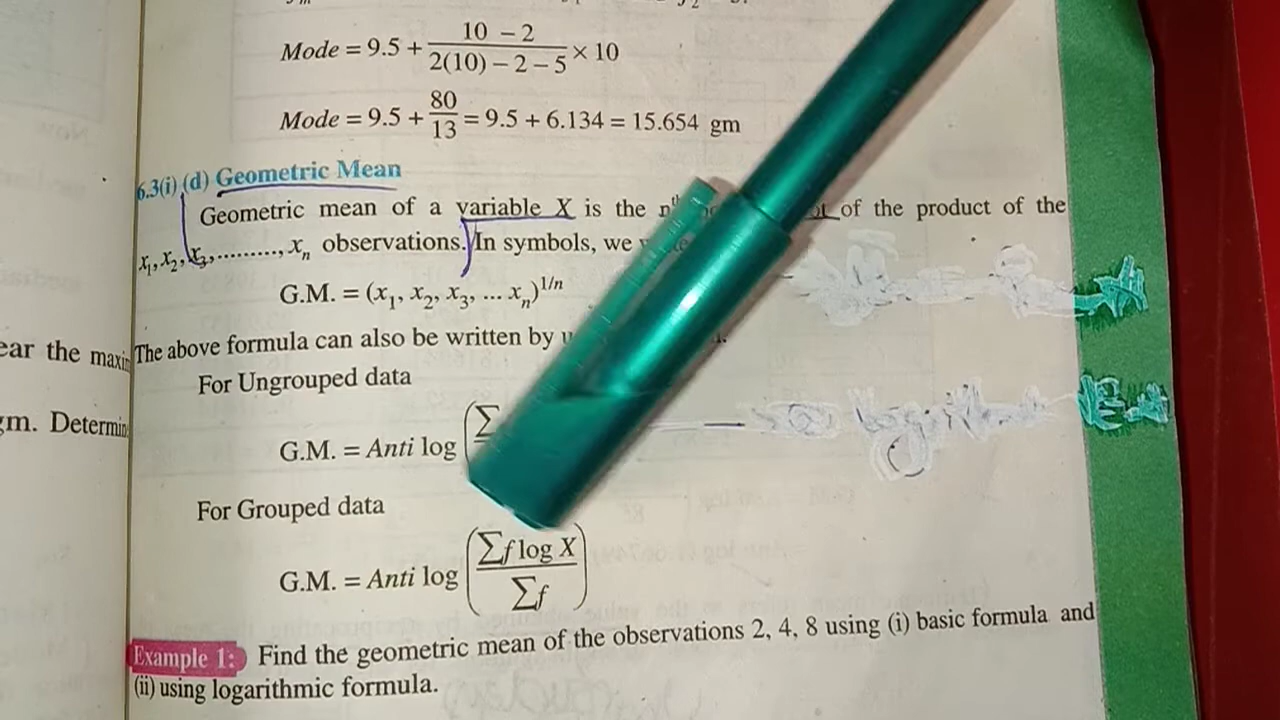 Mode = 9.5 + \frac{10 - 2}{2(10) - 2 - 5} × 10
Mode = 9.5 + \frac{80}{13} = 9.5 + 6.134 = 15.654 gm
6.3(i) (d) Geometric Mean
Geometric mean of a variable X is the of the product of the
x₁, x₂, x₃, .........., xₙ observations. In symbols, we
G.M. = (x₁, x₂, x₃, ... xₙ)^{1/n}
ear the The above formula can also be written by
For Ungrouped data
gm. Determin
G.M. = Anti log ( ∑
For Grouped data
G.M. = Anti log ( \frac{∑f log X}{∑f} )
Example 1: Find the geometric mean of the observations 2, 4, 8 using (i) basic formula and
(ii) using logarithmic formula.